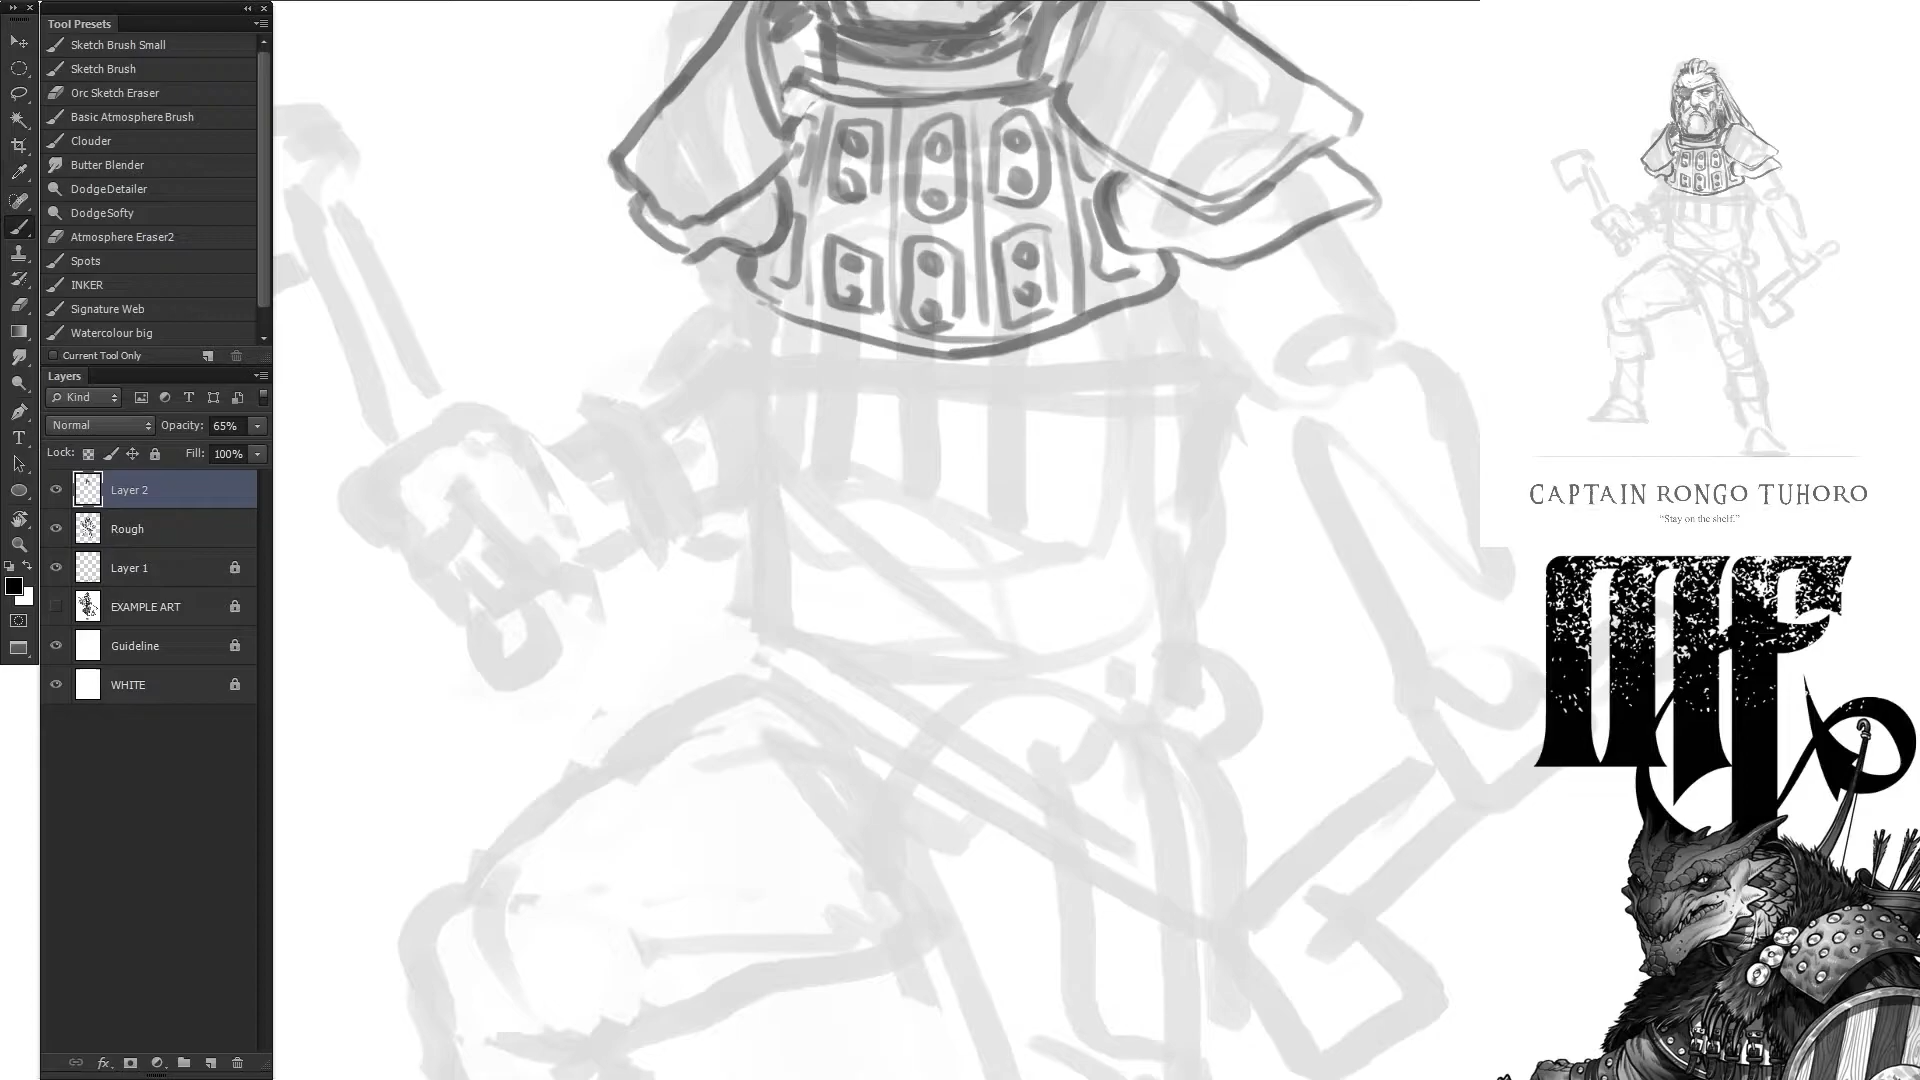 Tool Presets
Sketch Brush Small
Sketch Brush
Orc Sketch Eraser
Basic Atmosphere Brush
Clouder
Butter Blender
DodgeDetailer
DodgeSofty
Atmosphere Eraser2
Spots
INKER
Signature Web
Watercolour big
Current Tool Only
Layers
Kind
Normal
Opacity: 65%
Lock:
Fill: 100%
Layer 2
Rough
Layer 1
EXAMPLE ART
Guideline
WHITE
fx
CAPTAIN RONGO TUHORO
“Stay on the shelf.”